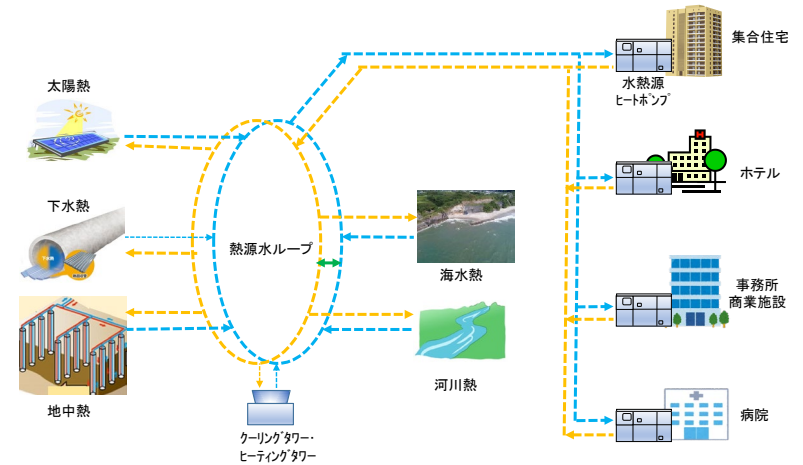 集合住宅
水熱源
ﾋｰﾄﾎﾟﾝﾌﾟ
太陽熱
ホテル
下水熱
熱源水ループ
海水熱
事務所
商業施設
河川熱
地中熱
ｸｰﾘﾝｸﾞﾀﾜｰ・
ﾋｰﾃｨﾝｸﾞﾀﾜｰ
病院
H